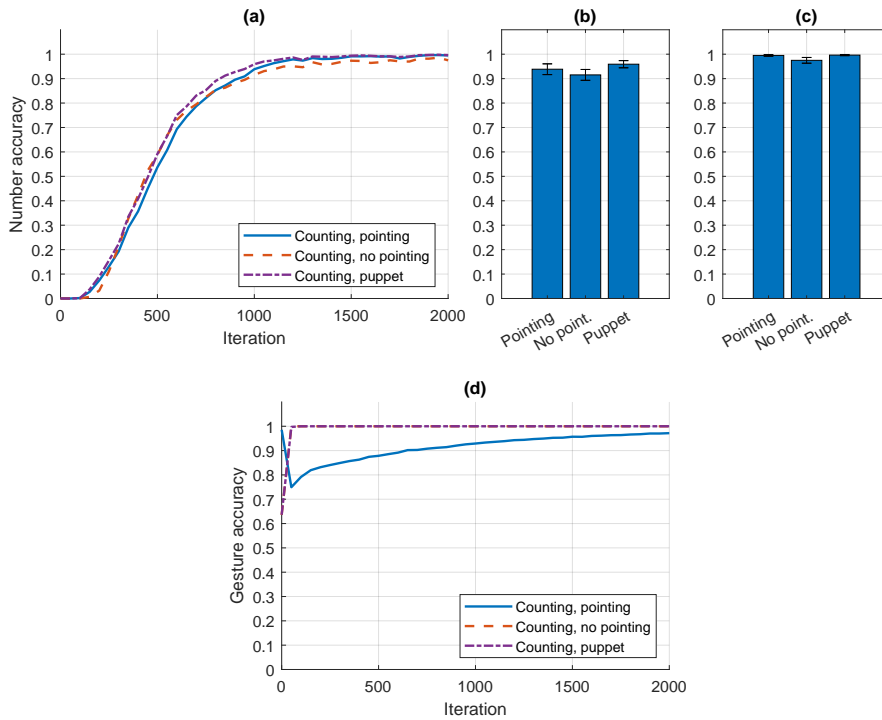 (a)
Number accuracy
1
0.9
0.8
0.7
0.6
0.5
0.4
0.3
0.2
0.1
0
0 500 1000 1500 2000
Iteration
Counting, pointing
Counting, no pointing
Counting, puppet
(b)
1
0.9
0.8
0.7
0.6
0.5
0.4
0.3
0.2
0.1
0
Pointing
No point.
Puppet
(c)
1
0.9
0.8
0.7
0.6
0.5
0.4
0.3
0.2
0.1
0
Pointing
No point.
Puppet
(d)
Gesture accuracy
1
0.9
0.8
0.7
0.6
0.5
0.4
0.3
0.2
0.1
0
0 500 1000 1500 2000
Iteration
Counting, pointing
Counting, no pointing
Counting, puppet